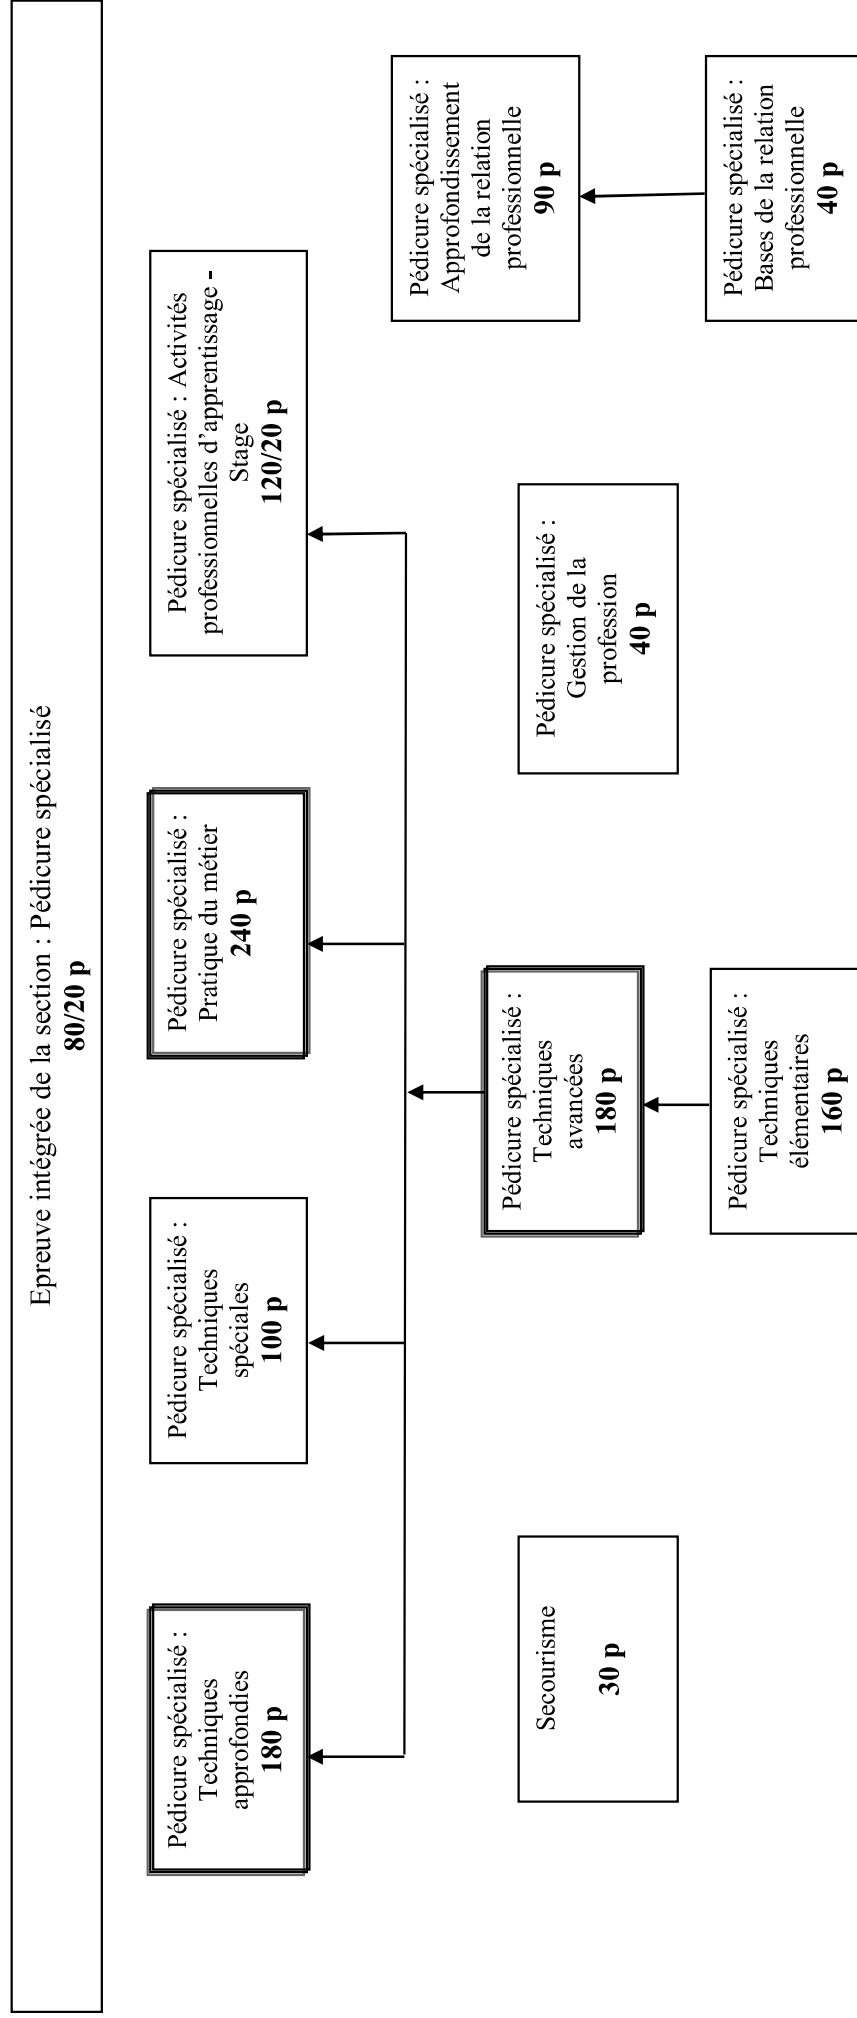 Epreuve intégrée de la section : Pédicure spécialisé
80/20 p
Pédicure spécialisé :
Techniques
approfondies
180 p
Pédicure spécialisé :
Techniques
spéciales
100 p
Pédicure spécialisé :
Pratique du métier
240 p
Pédicure spécialisé : Activités
professionnelles d’apprentissage -
Stage
120/20 p
Pédicure spécialisé :
Approfondissement
de la relation
professionnelle
90 p
Pédicure spécialisé :
Techniques
avancées
180 p
Secourisme
30 p
Pédicure spécialisé :
Gestion de la
profession
40 p
Pédicure spécialisé :
Techniques
élémentaires
160 p
Pédicure spécialisé :
Bases de la relation
professionnelle
40 p